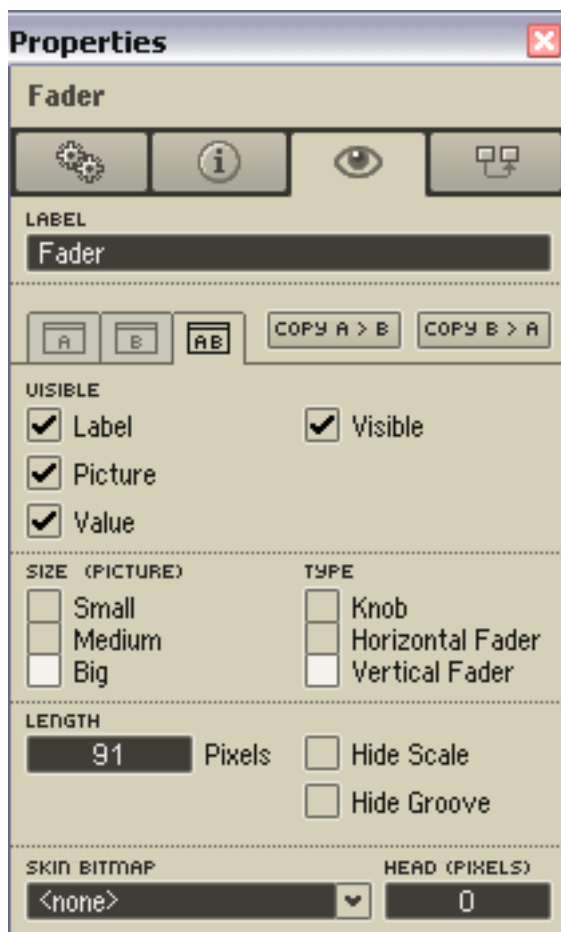 Properties
Fader
LABEL
Fader
A B AB COPY A > B COPY B > A
VISIBLE
Label Visible
Picture
Value
SIZE (PICTURE) TYPE
Small Knob
Medium Horizontal Fader
Big Vertical Fader
LENGTH
91 Pixels Hide Scale
Hide Groove
SKIN BITMAP HEAD (PIXELS)
<none> 0